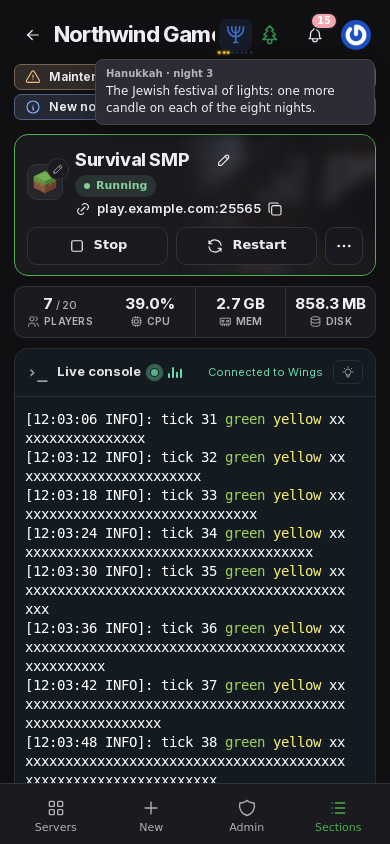 Northwind Game
15
Hanukkah · night 3
The Jewish festival of lights: one more
candle on each of the eight nights.
Mainten
New no
Survival SMP
Running
play.example.com:25565
Stop
Restart
7 / 20
PLAYERS
39.0%
CPU
2.7 GB
MEM
858.3 MB
DISK
Live console
Connected to Wings
[12:03:06 INFO]: tick 31 green yellow xx
xxxxxxxxxxxxxxx
[12:03:12 INFO]: tick 32 green yellow xx
xxxxxxxxxxxxxxxxxxxxxx
[12:03:18 INFO]: tick 33 green yellow xx
xxxxxxxxxxxxxxxxxxxxxxxxxxxxx
[12:03:24 INFO]: tick 34 green yellow xx
xxxxxxxxxxxxxxxxxxxxxxxxxxxxxxxxxxxx
[12:03:30 INFO]: tick 35 green yellow xx
xxxxxxxxxxxxxxxxxxxxxxxxxxxxxxxxxxxxxxxx
xxx
[12:03:36 INFO]: tick 36 green yellow xx
xxxxxxxxxxxxxxxxxxxxxxxxxxxxxxxxxxxxxxxx
xxxxxxxxxx
[12:03:42 INFO]: tick 37 green yellow xx
xxxxxxxxxxxxxxxxxxxxxxxxxxxxxxxxxxxxxxxx
xxxxxxxxxxxxxxxxx
[12:03:48 INFO]: tick 38 green yellow xx
xxxxxxxxxxxxxxxxxxxxxxxxxxxxxxxxxxxxxxxx
xxxxxxxxxxxxxxxxxxxxxxxx
Servers
New
Admin
Sections